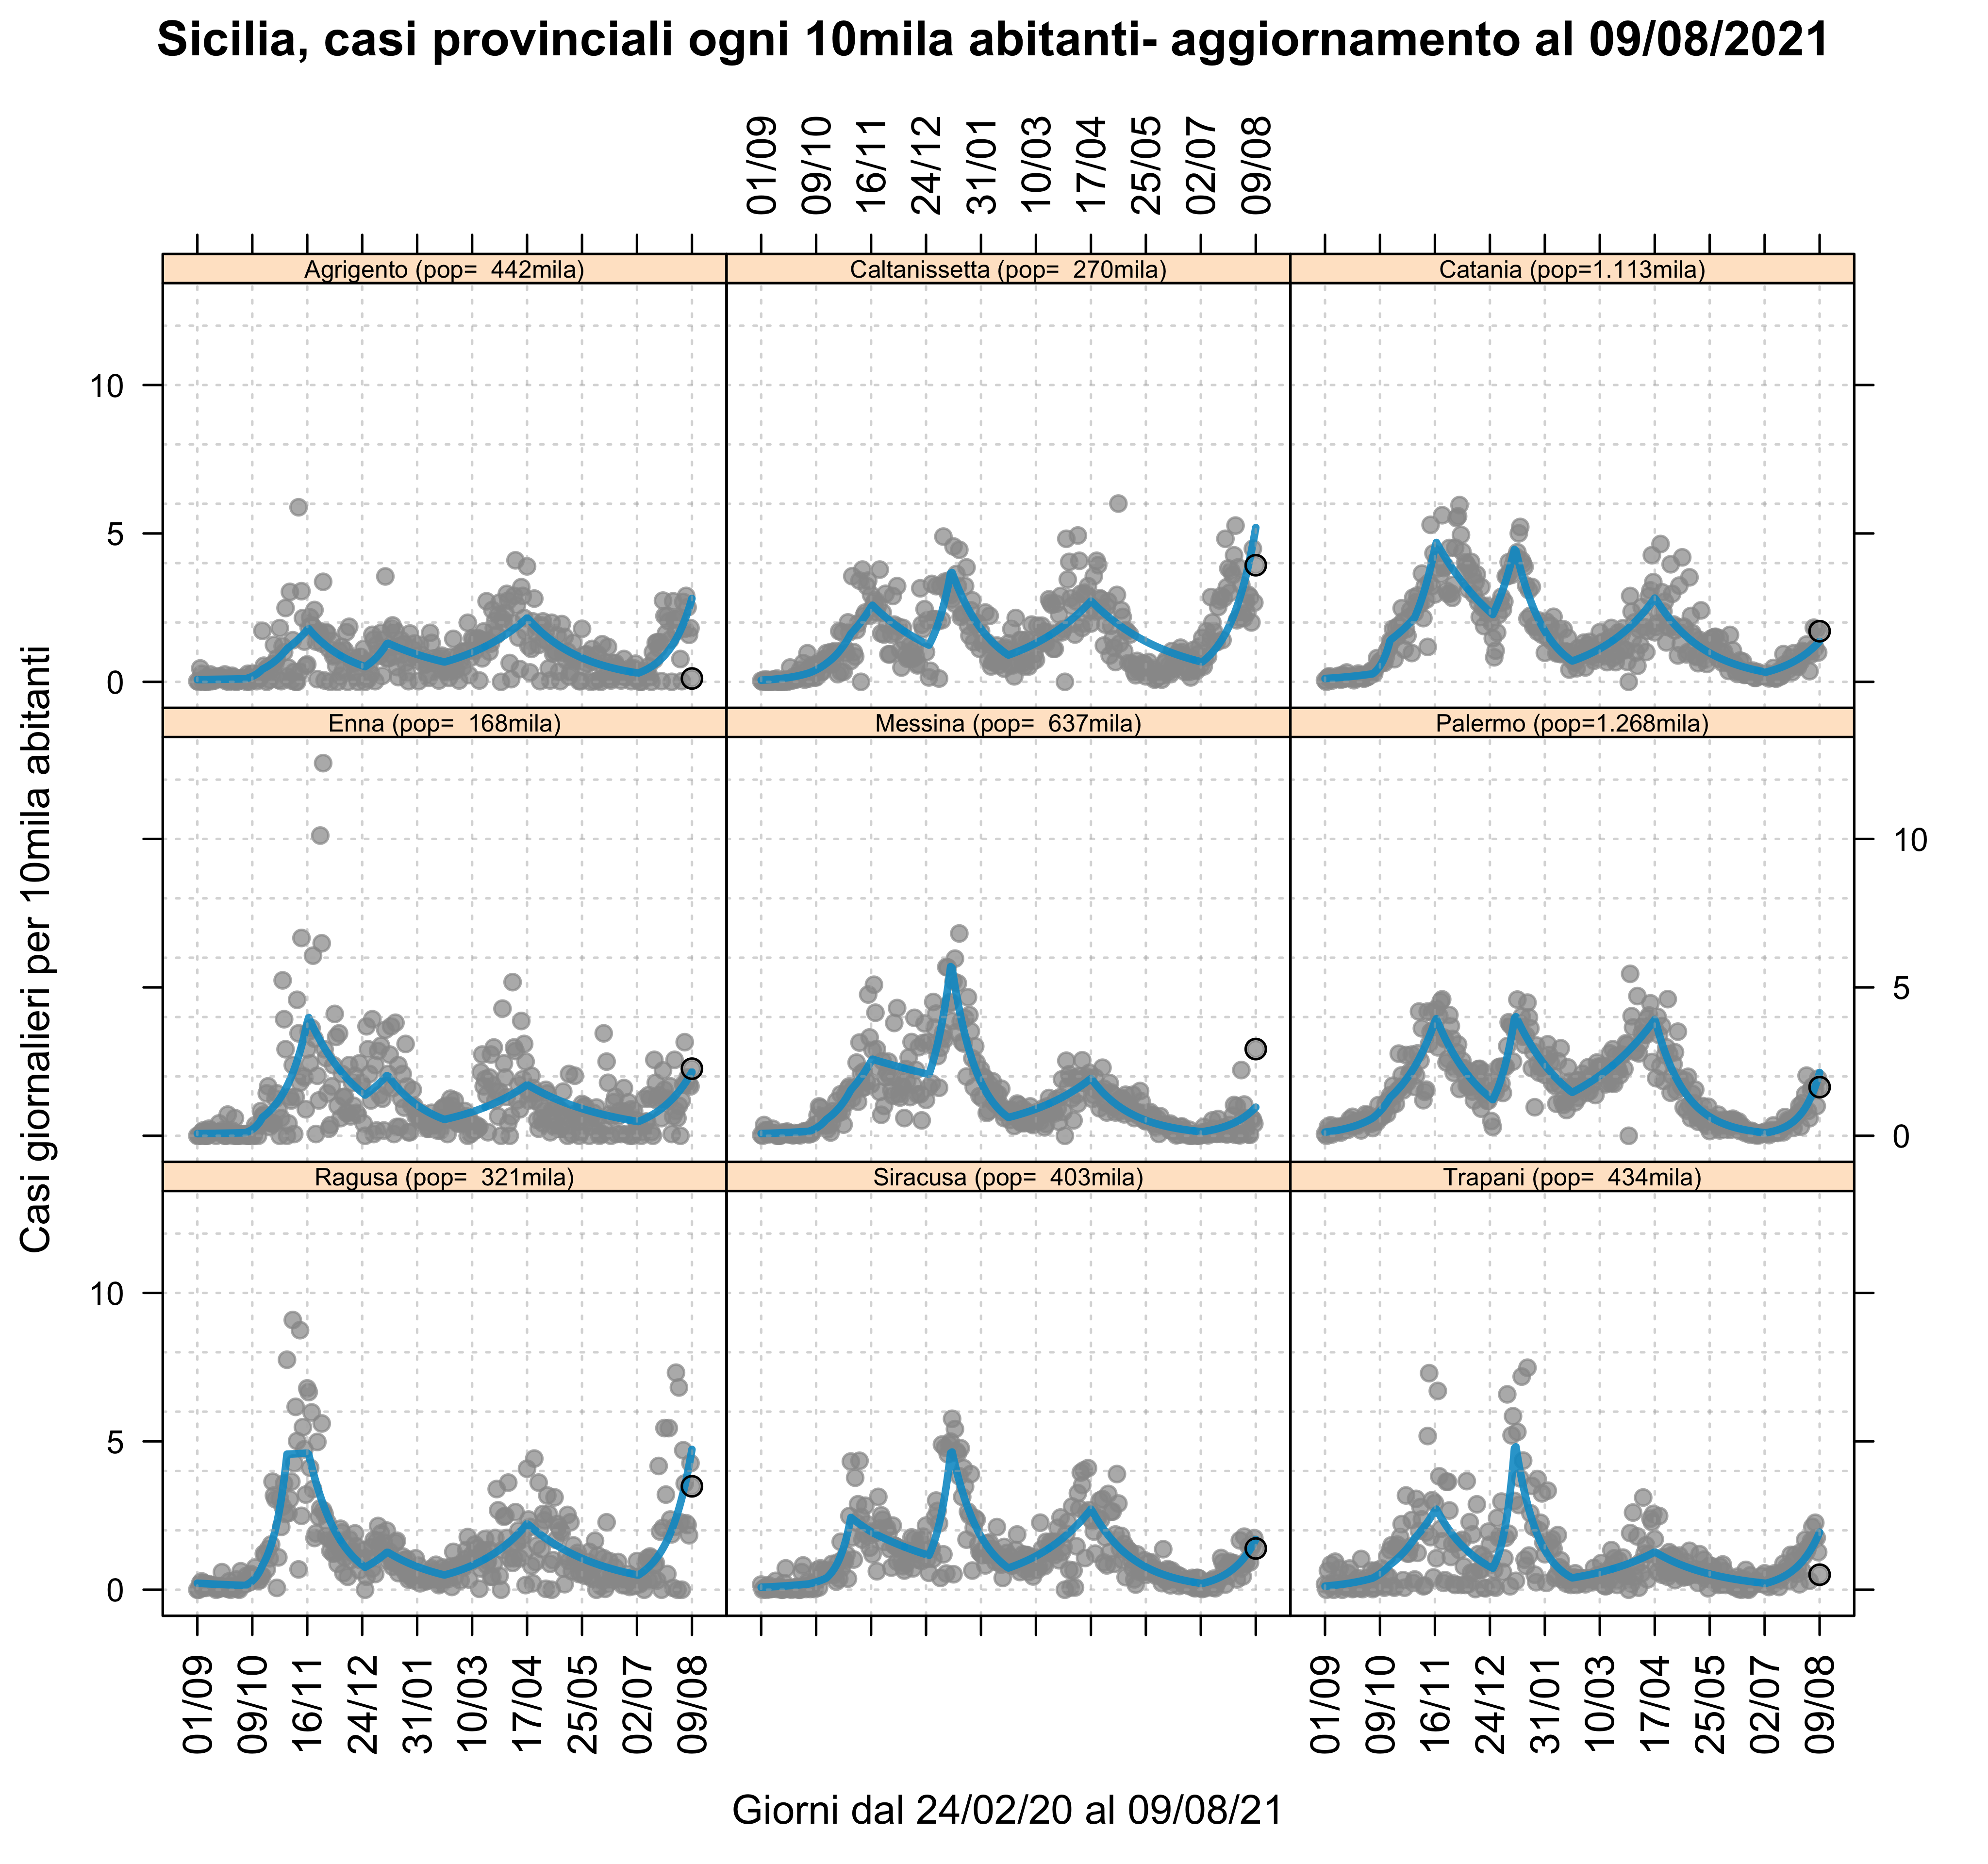 Sicilia, casi provinciali ogni 10mila abitanti- aggiornamento al 09/08/2021
01/09 09/10 16/11 24/12 31/01 10/03 17/04 25/05 02/07 09/08
Agrigento (pop= 442mila) Caltanissetta (pop= 270mila) Catania (pop=1.113mila)
10
5
0
Casi giornalieri per 10mila abitanti
Enna (pop= 168mila) Messina (pop= 637mila) Palermo (pop=1.268mila)
10
5
0
Ragusa (pop= 321mila) Siracusa (pop= 403mila) Trapani (pop= 434mila)
10
5
0
01/09 09/10 16/11 24/12 31/01 10/03 17/04 25/05 02/07 09/08
01/09 09/10 16/11 24/12 31/01 10/03 17/04 25/05 02/07 09/08
Giorni dal 24/02/20 al 09/08/21